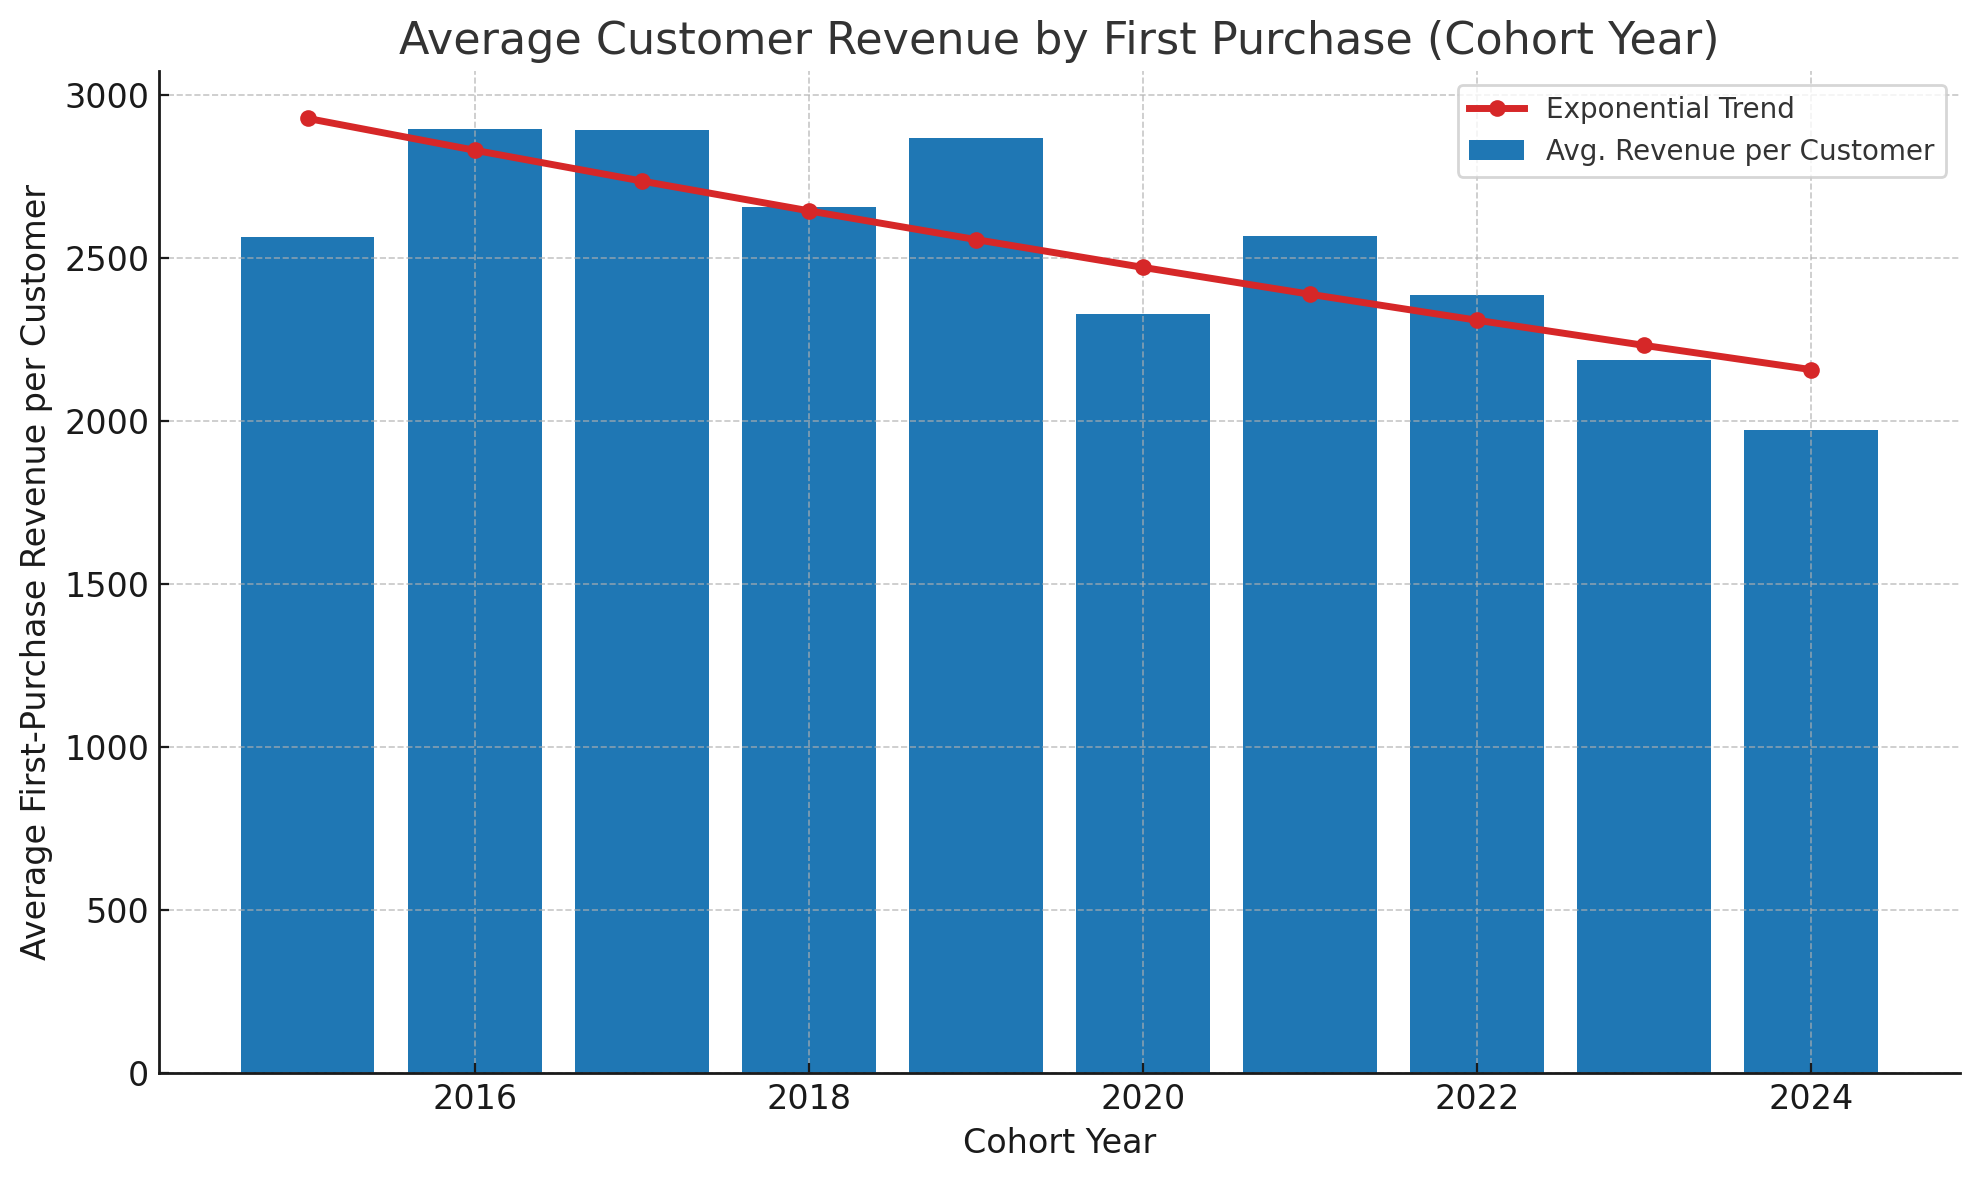 Average Customer Revenue by First Purchase (Cohort Year)
Exponential Trend
Avg. Revenue per Customer
Average First-Purchase Revenue per Customer
3000
2500
2000
1500
1000
500
0
2016 2018 2020 2022 2024
Cohort Year